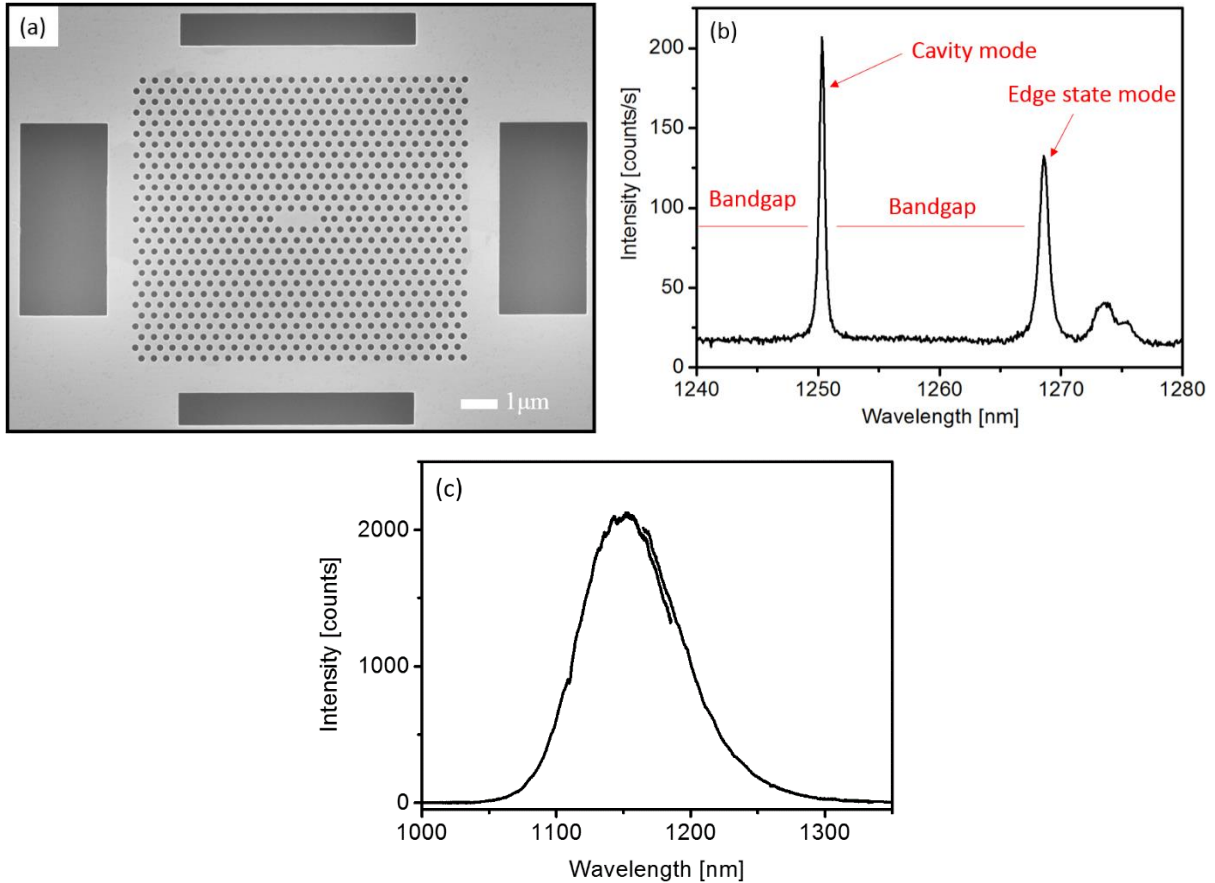 (a)
1μm
(b)
Intensity [counts/s]
200
150
100
50
0
Cavity mode
Edge state mode
Bandgap
Bandgap
1240
1250
1260
1270
1280
Wavelength [nm]
(c)
Intensity [counts]
2000
1000
0
1000
1100
1200
1300
Wavelength [nm]